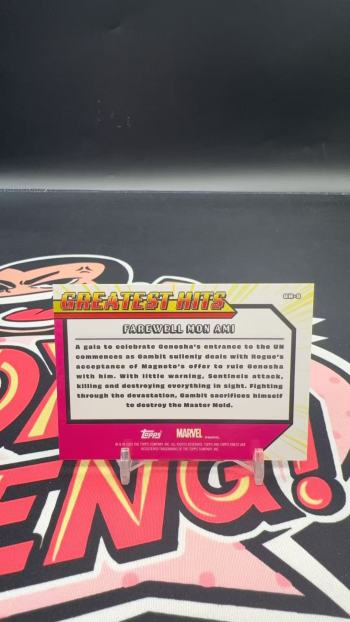 GREATEST HITS
FAREWELL MON AMI
A gala to celebrate Genosha's entrance to the UN
commences as Gambit sullenly deals with Rogue's
acceptance of Magneto's offer to rule Genosha
with him. With little warning, Sentinels attack,
killing and destroying everything in sight. Fighting
through the devastation, Gambit sacrifices himself
to destroy the Master Mold.
Topps MARVEL
ENG!